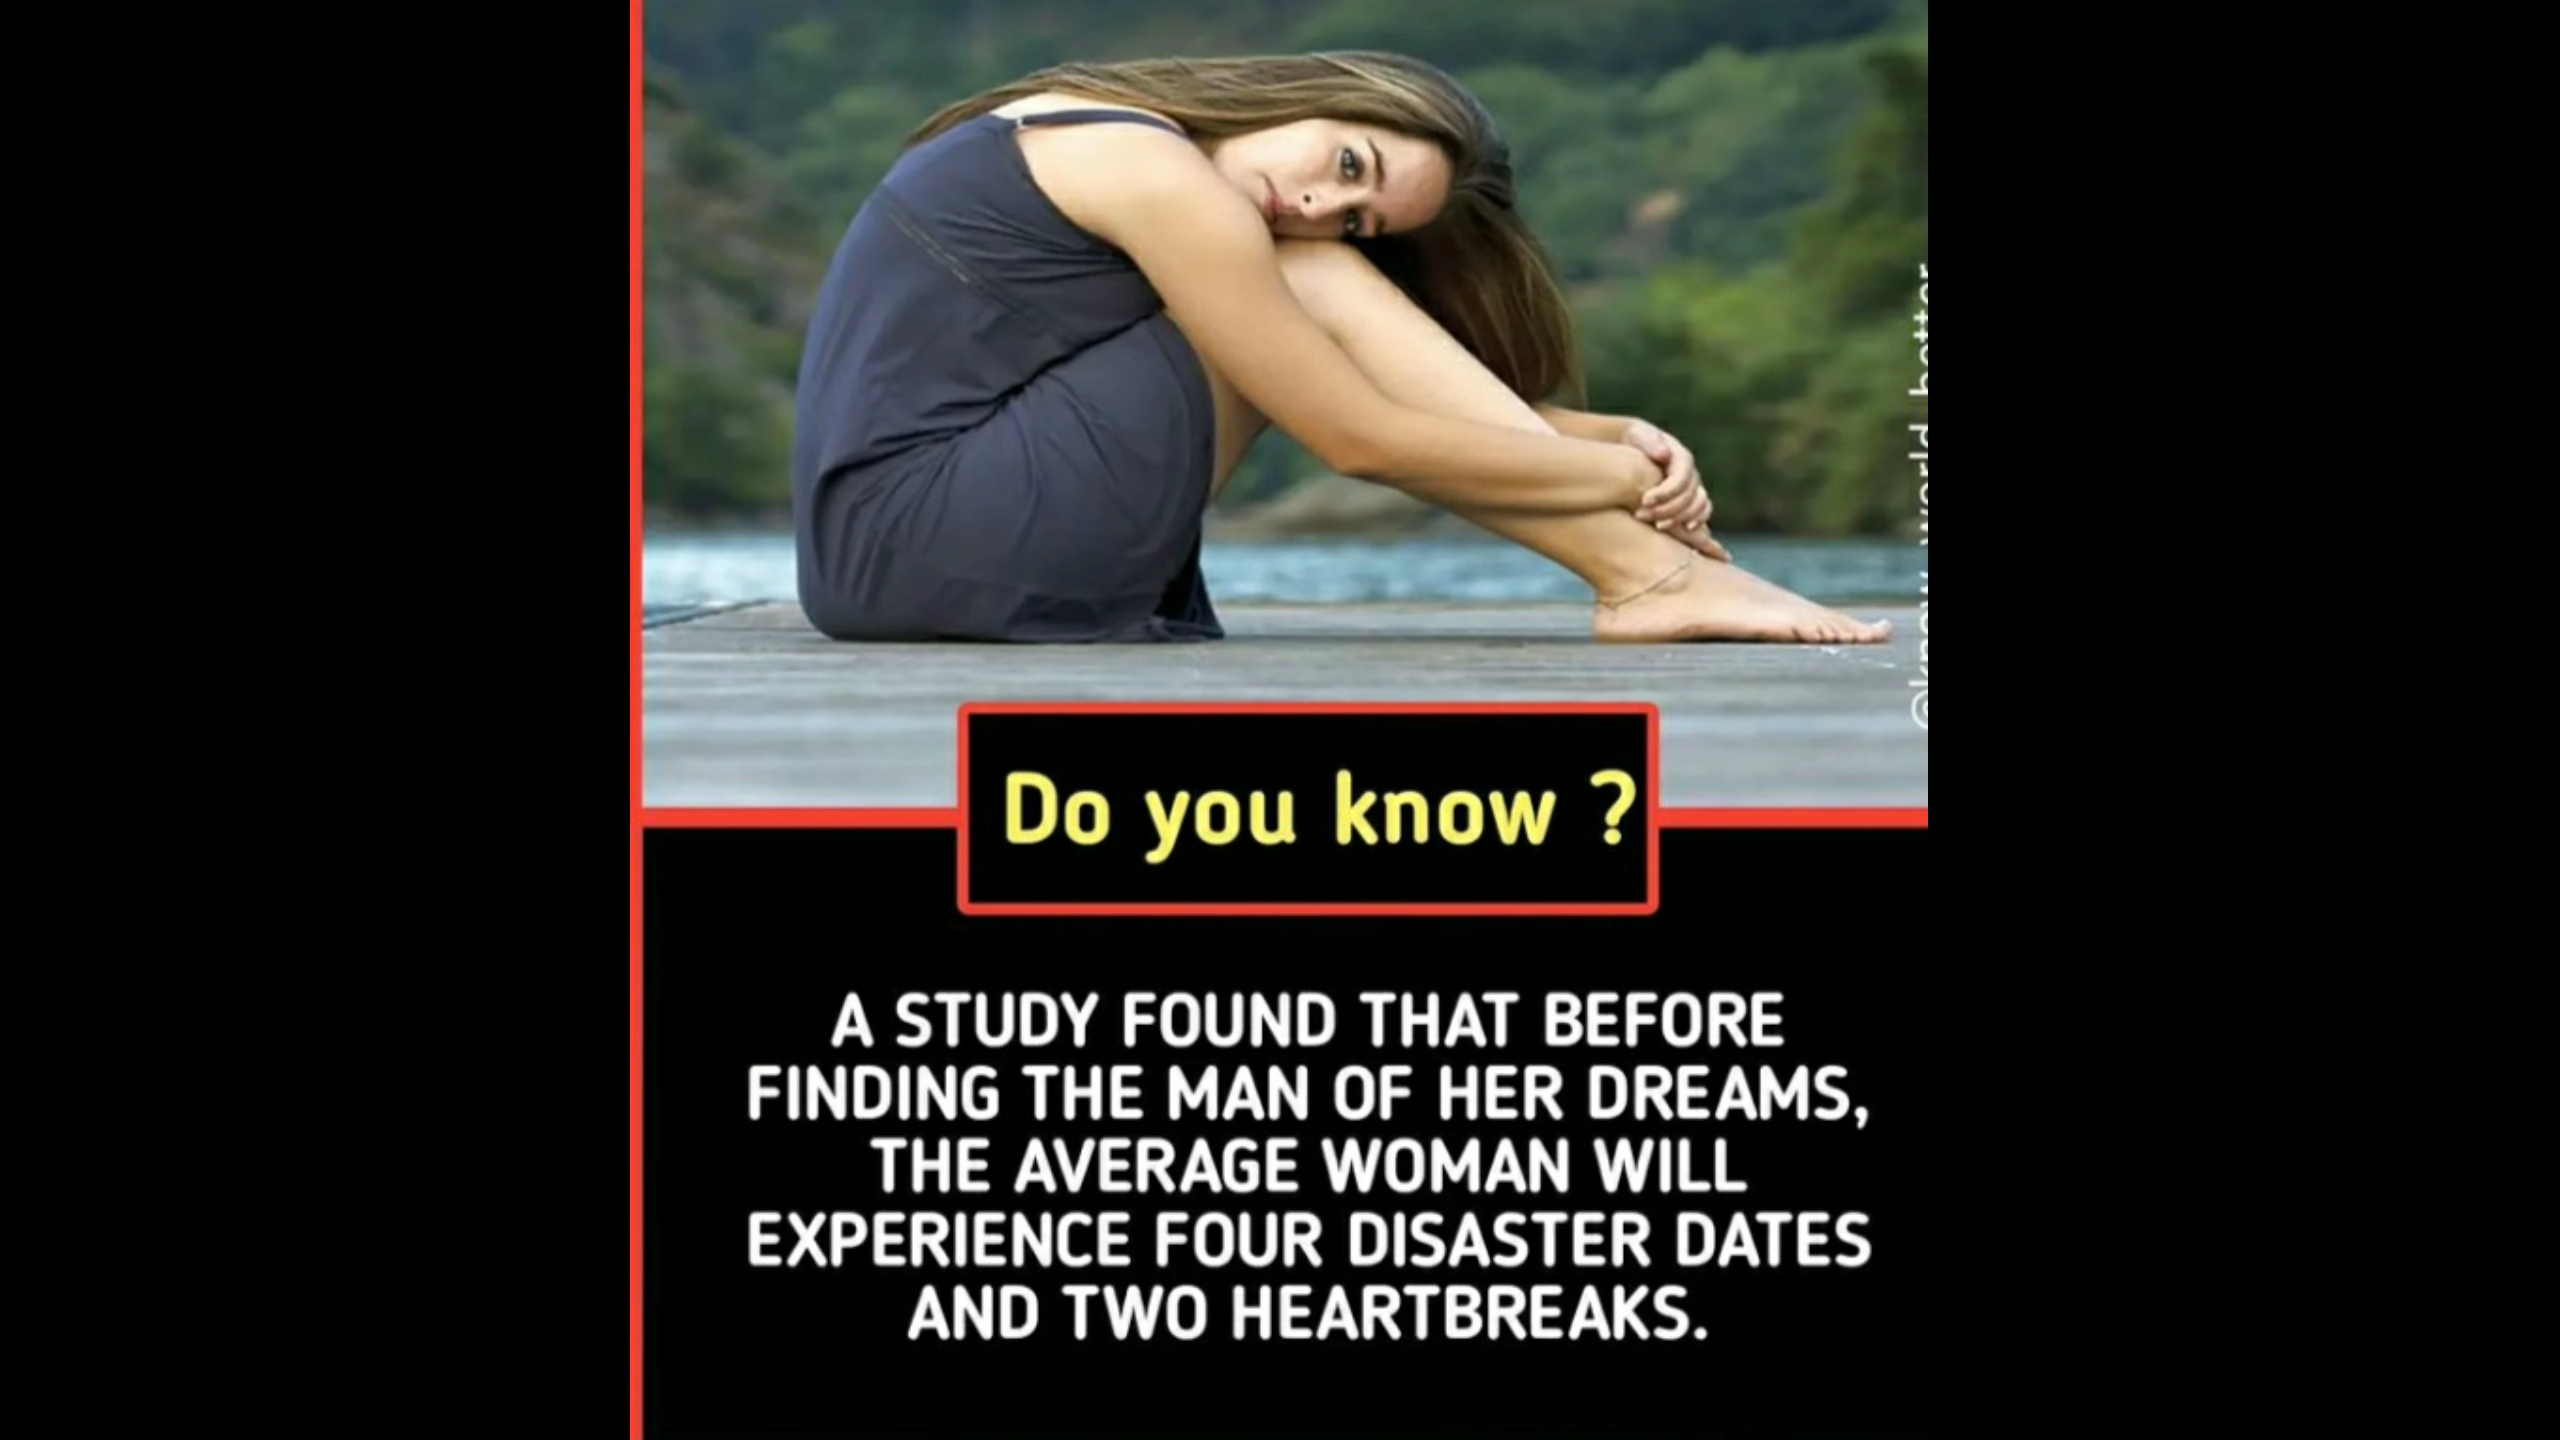 @know_world_better
Do you know ?
A STUDY FOUND THAT BEFORE
FINDING THE MAN OF HER DREAMS,
THE AVERAGE WOMAN WILL
EXPERIENCE FOUR DISASTER DATES
AND TWO HEARTBREAKS.